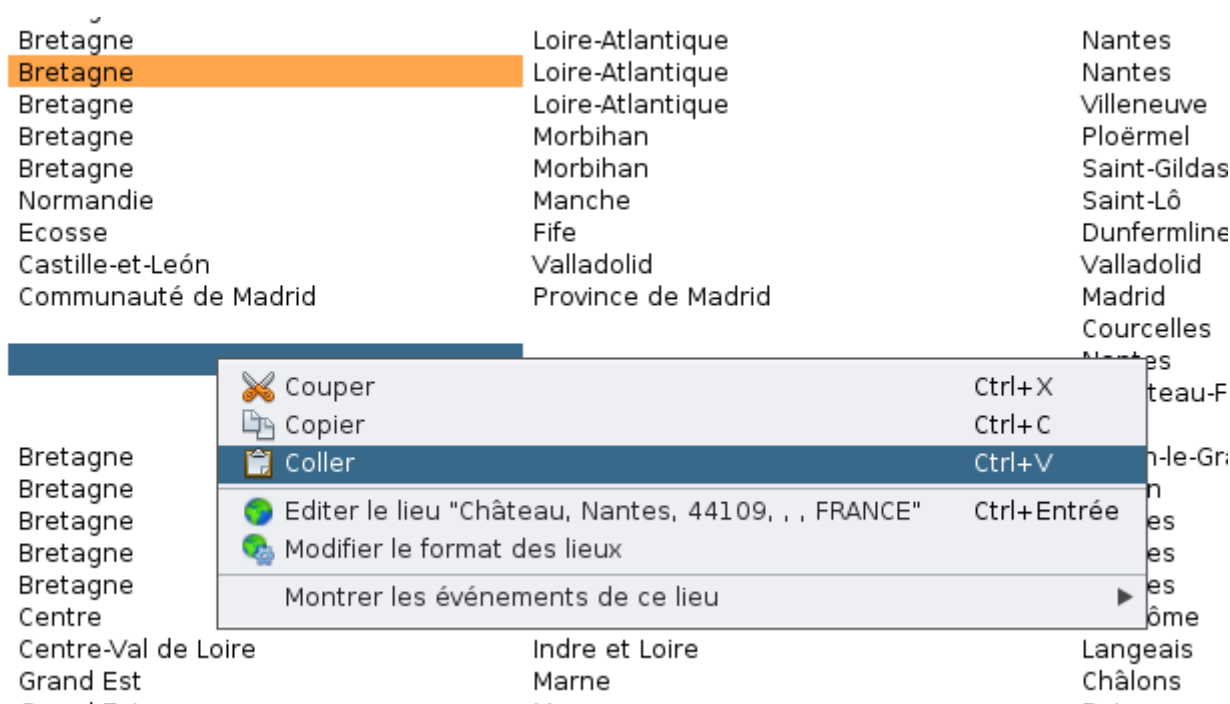 Bretagne Loire-Atlantique Nantes
Bretagne Loire-Atlantique Nantes
Bretagne Loire-Atlantique Villeneuve
Bretagne Morbihan Ploërmel
Bretagne Morbihan Saint-Gildas
Normandie Manche Saint-Lô
Ecosse Fife Dunfermline
Castille-et-León Valladolid Valladolid
Communauté de Madrid Province de Madrid Madrid
Courcelles
Couper Ctrl+X
Copier Ctrl+C
Coller Ctrl+V
Editer le lieu "Château, Nantes, 44109, , , FRANCE" Ctrl+Entrée
Modifier le format des lieux
Montrer les événements de ce lieu
Bretagne
Bretagne
Bretagne
Bretagne
Bretagne
Centre
Centre-Val de Loire Indre et Loire Langeais
Grand Est Marne Châlons